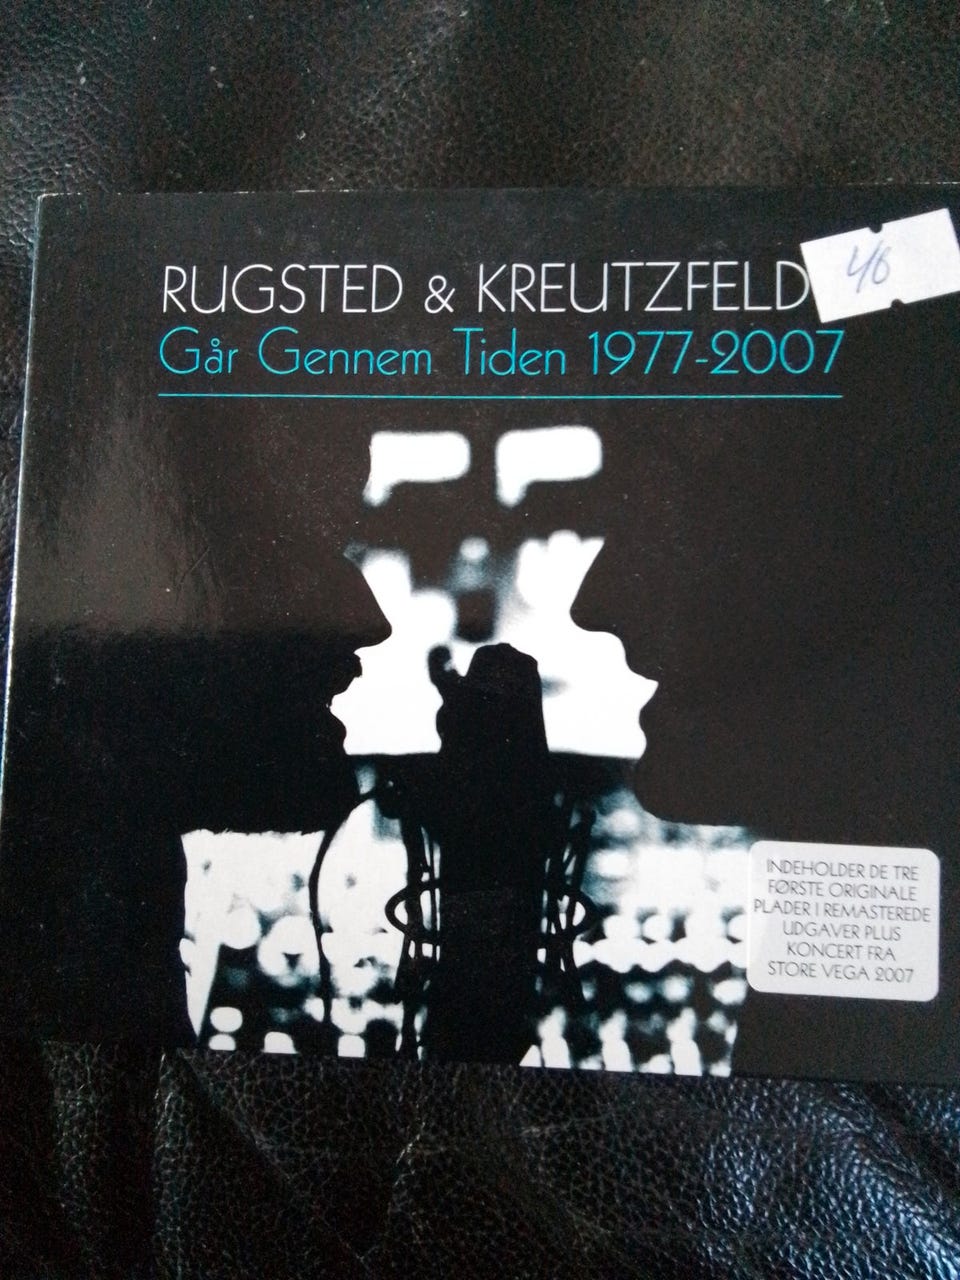 RUGSTED & KREUTZFELD
46
Går Gennem Tiden 1977-2007
INDEHOLDER DE TRE
FØRSTE ORIGINALE
PLADER I REMASTEREDE
UDGAVER PLUS
KONCERT FRA
STORE VEGA 2007